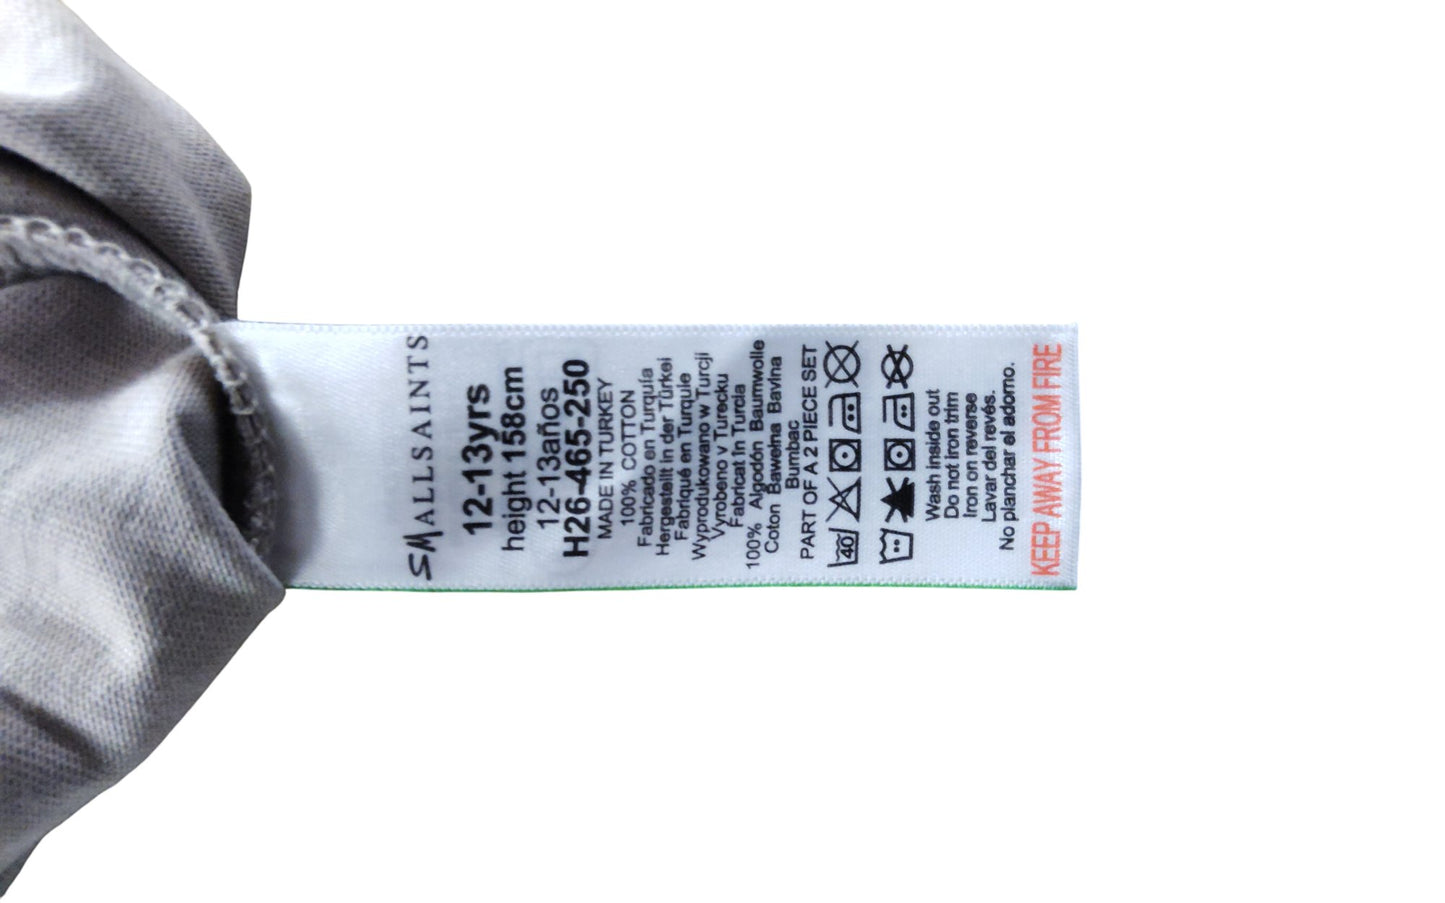 SMALLSAINTS
12-13yrs
height 158cm
12-13años
H26-465-250
MADE IN TURKEY
100% COTTON
Fabricado en Turquía
Hergestellt in der Türkei
Fabriqué en Turquie
Wyprodukowano w Turcji
Vyrobeno v Turecku
Fabricat In Turcia
100% Algodón Baumwolle
Coton Bawełna Bavlna
Bumbac
PART OF A 2 PIECE SET
40
Wash inside out
Do not iron trim
Iron on reverse
Lavar del revés.
No planchar el adorno.
KEEP AWAY FROM FIRE